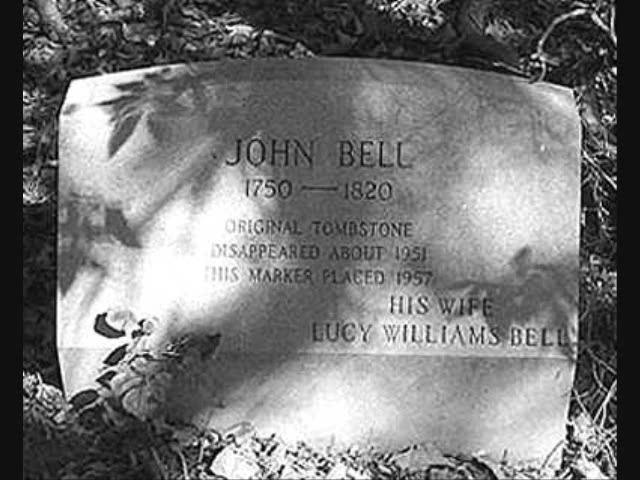 JOHN BELL
1750 — 1820
ORIGINAL TOMBSTONE
DISAPPEARED ABOUT 1951
THIS MARKER PLACED 1957
HIS WIFE
LUCY WILLIAMS BELL